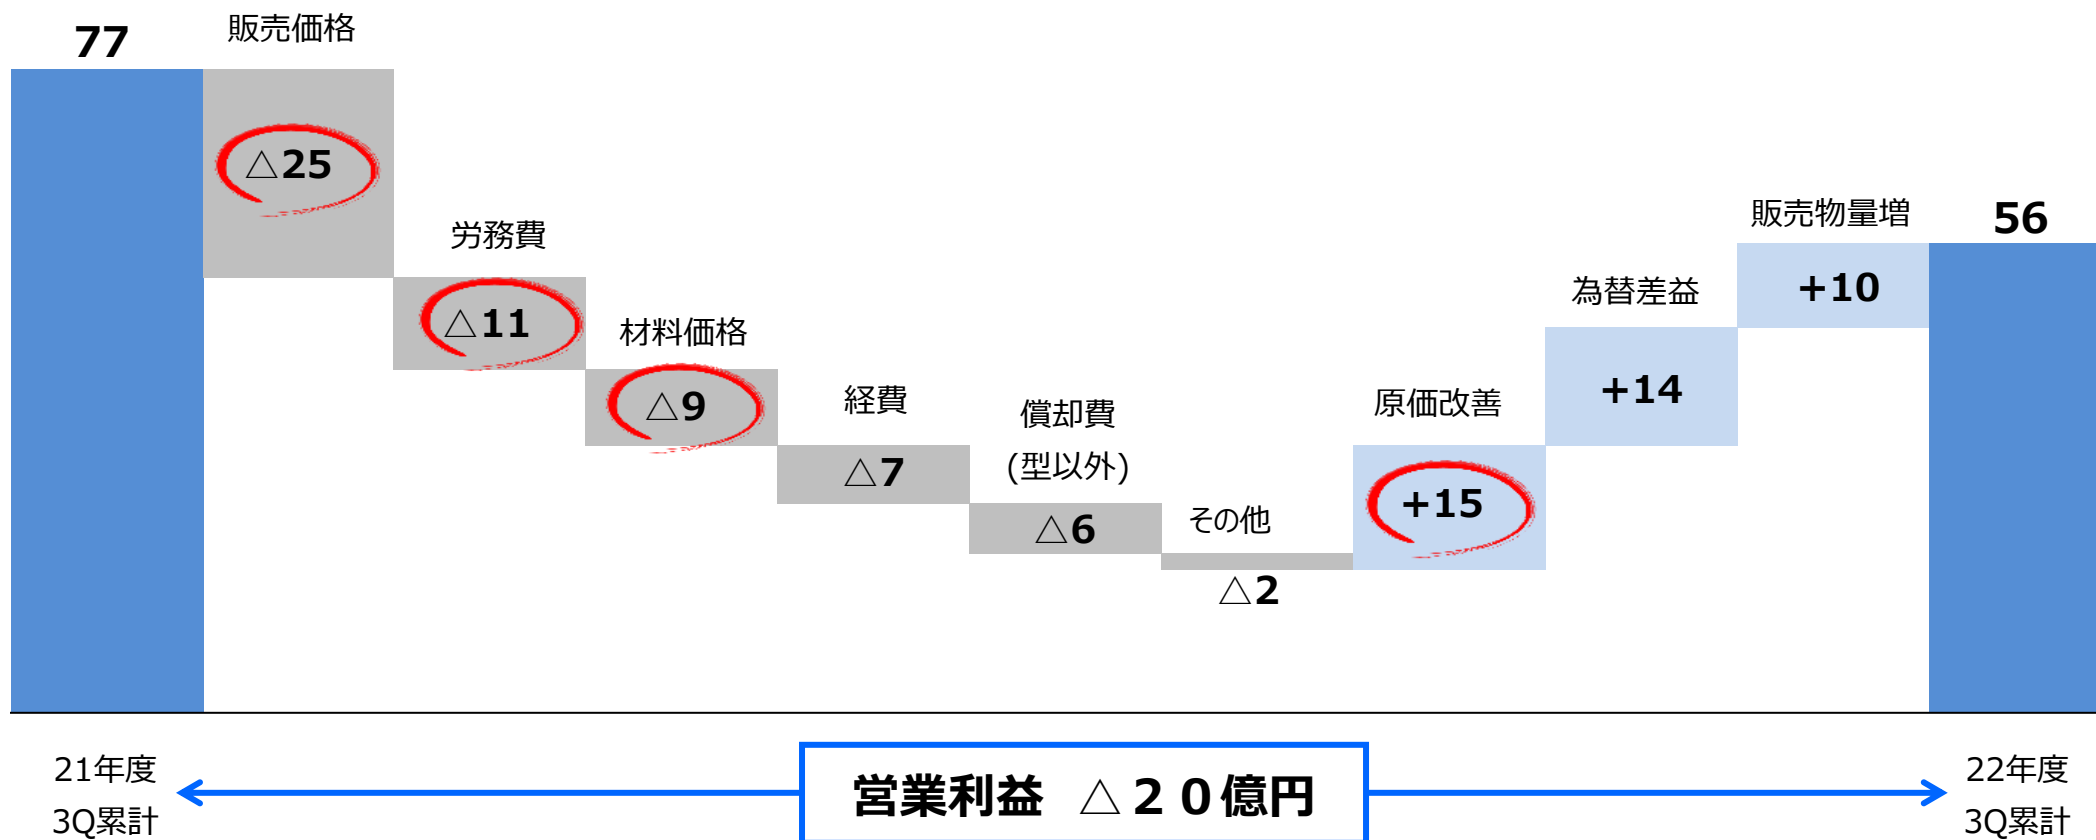 77
販売価格
△25
労務費
△11
材料価格
△9
経費
△7
償却費
(型以外)
△6
その他
△2
原価改善
+15
為替差益
+14
販売物量増
+10
56
21年度
3Q累計
営業利益 △２０億円
22年度
3Q累計